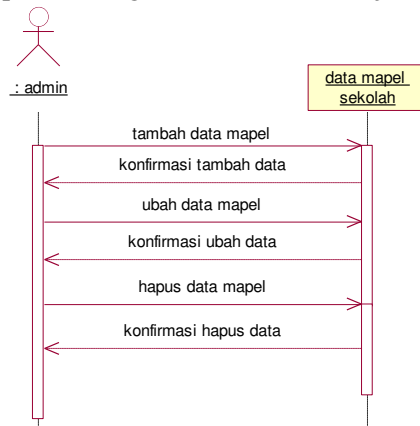 : admin
data mapel
sekolah
tambah data mapel
konfirmasi tambah data
ubah data mapel
konfirmasi ubah data
hapus data mapel
konfirmasi hapus data